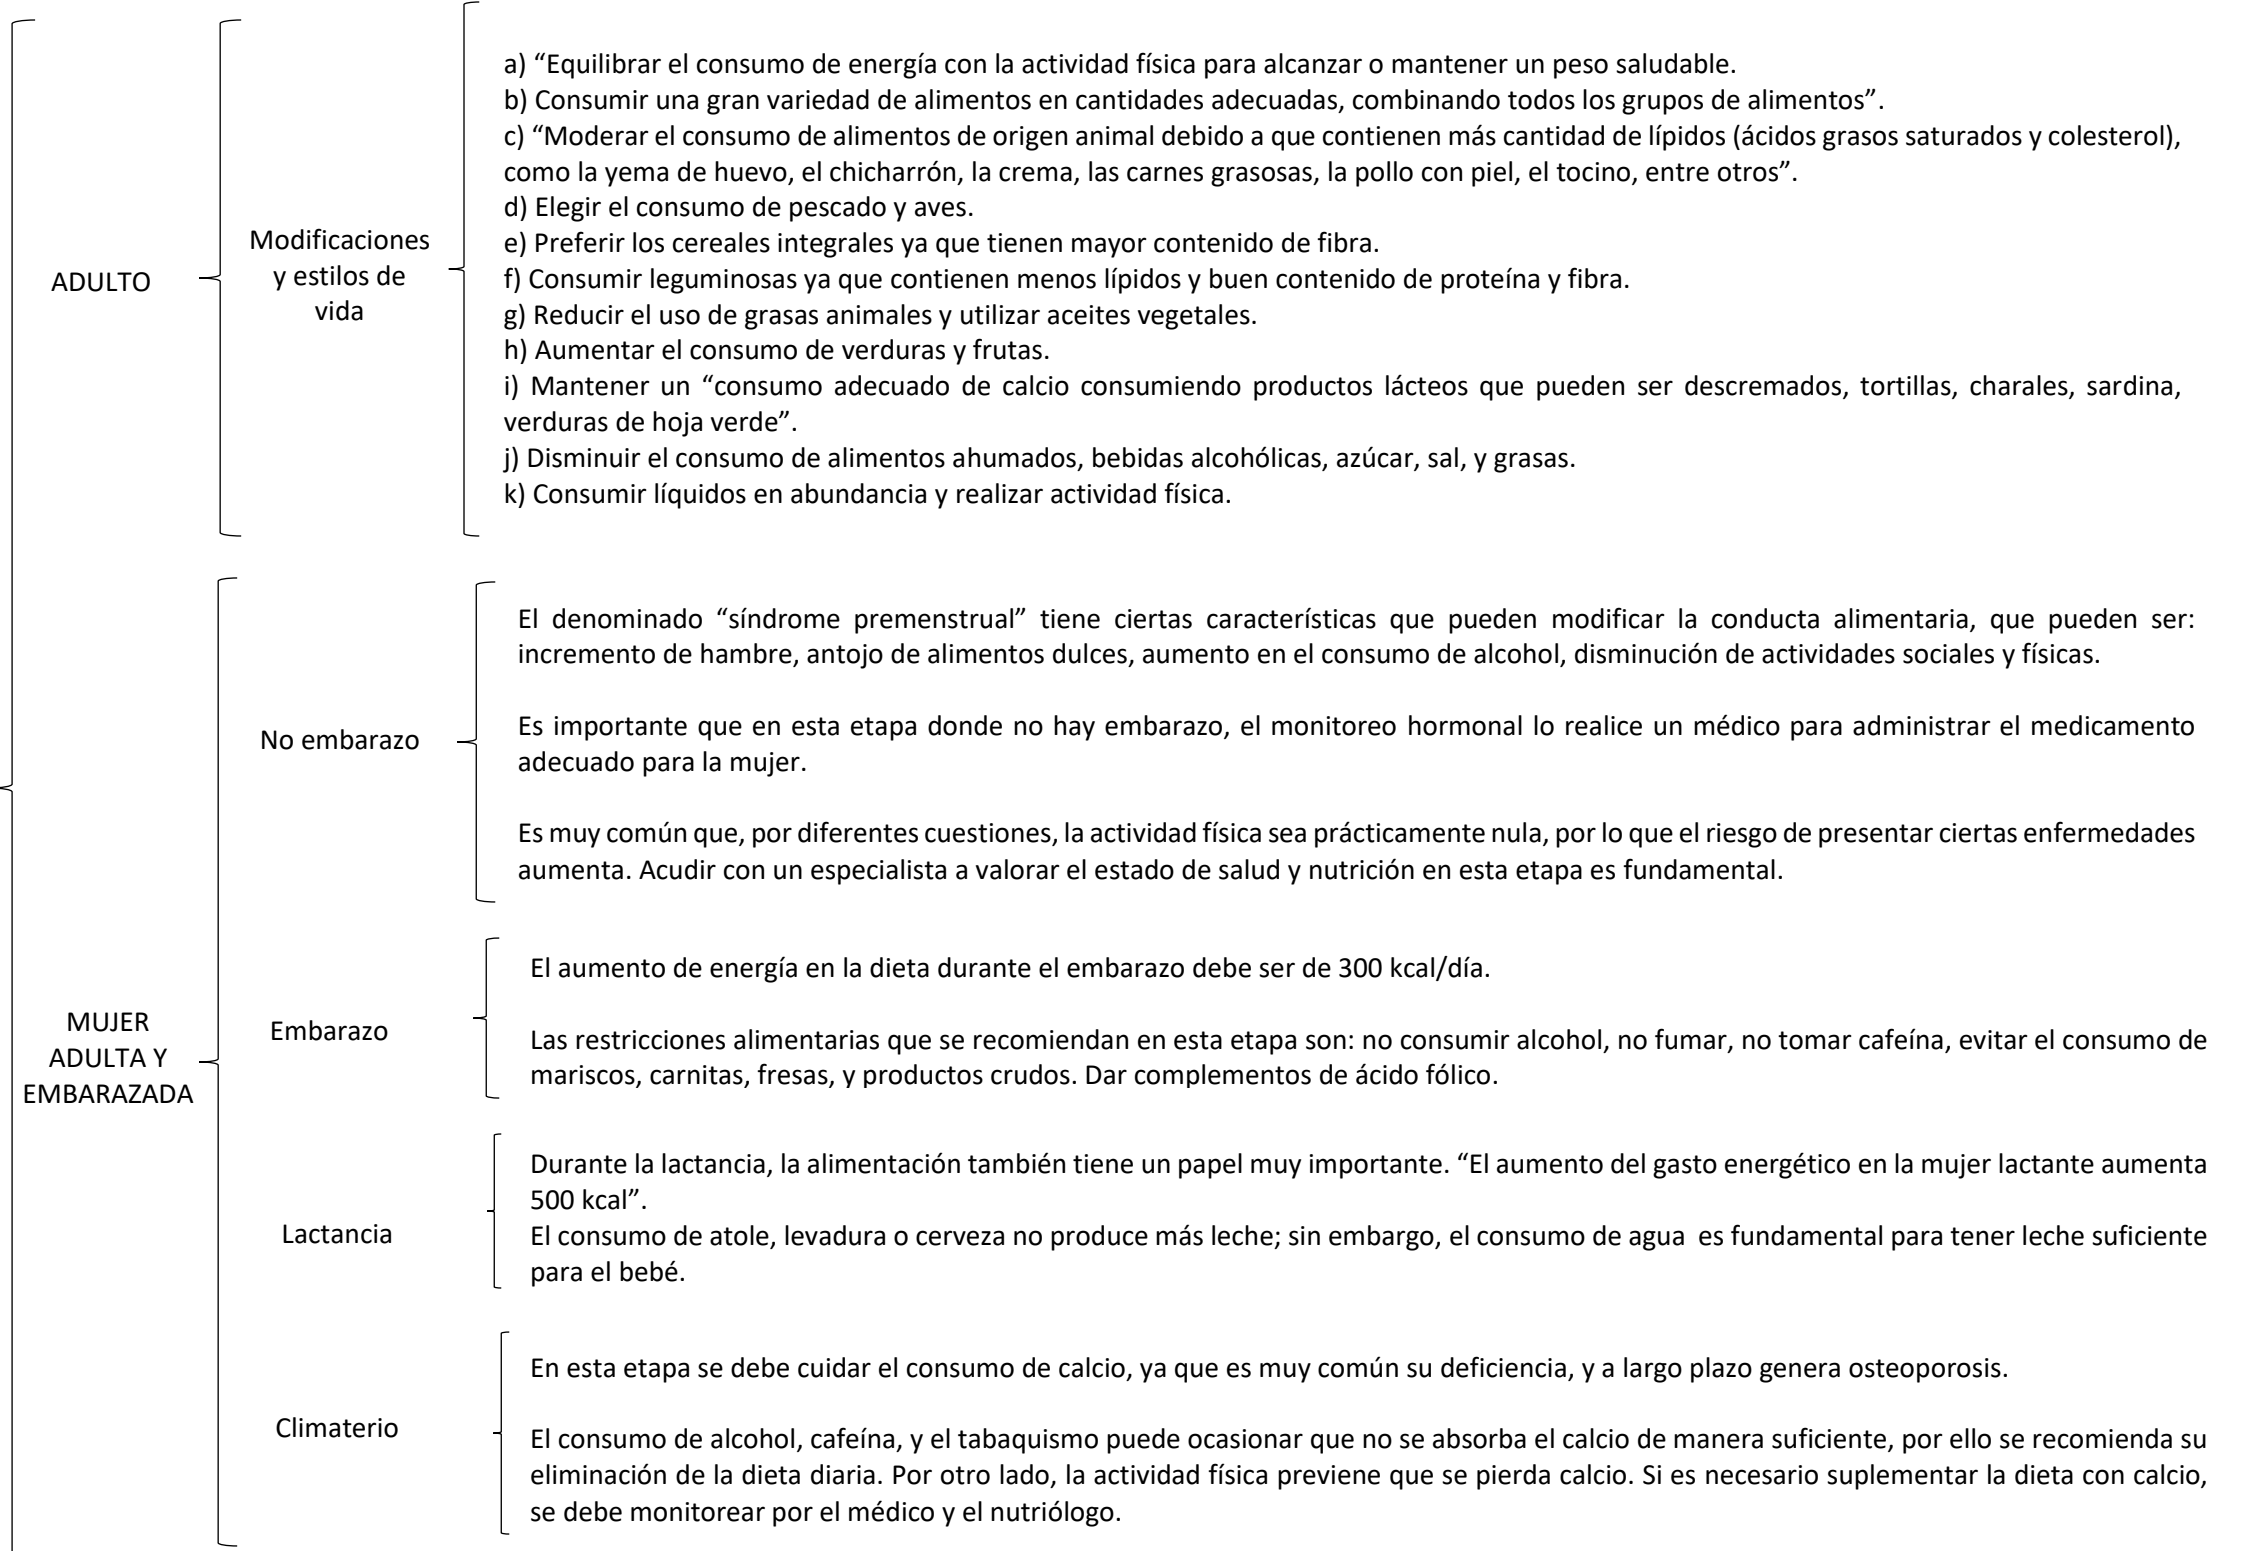 ADULTO
Modificaciones
y estilos de
vida
a) “Equilibrar el consumo de energía con la actividad física para alcanzar o mantener un peso saludable.
b) Consumir una gran variedad de alimentos en cantidades adecuadas, combinando todos los grupos de alimentos”.
c) “Moderar el consumo de alimentos de origen animal debido a que contienen más cantidad de lípidos (ácidos grasos saturados y colesterol),
como la yema de huevo, el chicharrón, la crema, las carnes grasosas, la pollo con piel, el tocino, entre otros”.
d) Elegir el consumo de pescado y aves.
e) Preferir los cereales integrales ya que tienen mayor contenido de fibra.
f) Consumir leguminosas ya que contienen menos lípidos y buen contenido de proteína y fibra.
g) Reducir el uso de grasas animales y utilizar aceites vegetales.
h) Aumentar el consumo de verduras y frutas.
i) Mantener un “consumo adecuado de calcio consumiendo productos lácteos que pueden ser descremados, tortillas, charales, sardina,
verduras de hoja verde”.
j) Disminuir el consumo de alimentos ahumados, bebidas alcohólicas, azúcar, sal, y grasas.
k) Consumir líquidos en abundancia y realizar actividad física.
MUJER
ADULTA Y
EMBARAZADA
No embarazo
El denominado “síndrome premenstrual” tiene ciertas características que pueden modificar la conducta alimentaria, que pueden ser:
incremento de hambre, antojo de alimentos dulces, aumento en el consumo de alcohol, disminución de actividades sociales y físicas.
Es importante que en esta etapa donde no hay embarazo, el monitoreo hormonal lo realice un médico para administrar el medicamento
adecuado para la mujer.
Es muy común que, por diferentes cuestiones, la actividad física sea prácticamente nula, por lo que el riesgo de presentar ciertas enfermedades
aumenta. Acudir con un especialista a valorar el estado de salud y nutrición en esta etapa es fundamental.
Embarazo
El aumento de energía en la dieta durante el embarazo debe ser de 300 kcal/día.
Las restricciones alimentarias que se recomiendan en esta etapa son: no consumir alcohol, no fumar, no tomar cafeína, evitar el consumo de
mariscos, carnitas, fresas, y productos crudos. Dar complementos de ácido fólico.
Lactancia
Durante la lactancia, la alimentación también tiene un papel muy importante. “El aumento del gasto energético en la mujer lactante aumenta
500 kcal”.
El consumo de atole, levadura o cerveza no produce más leche; sin embargo, el consumo de agua es fundamental para tener leche suficiente
para el bebé.
Climaterio
En esta etapa se debe cuidar el consumo de calcio, ya que es muy común su deficiencia, y a largo plazo genera osteoporosis.
El consumo de alcohol, cafeína, y el tabaquismo puede ocasionar que no se absorba el calcio de manera suficiente, por ello se recomienda su
eliminación de la dieta diaria. Por otro lado, la actividad física previene que se pierda calcio. Si es necesario suplementar la dieta con calcio,
se debe monitorear por el médico y el nutriólogo.